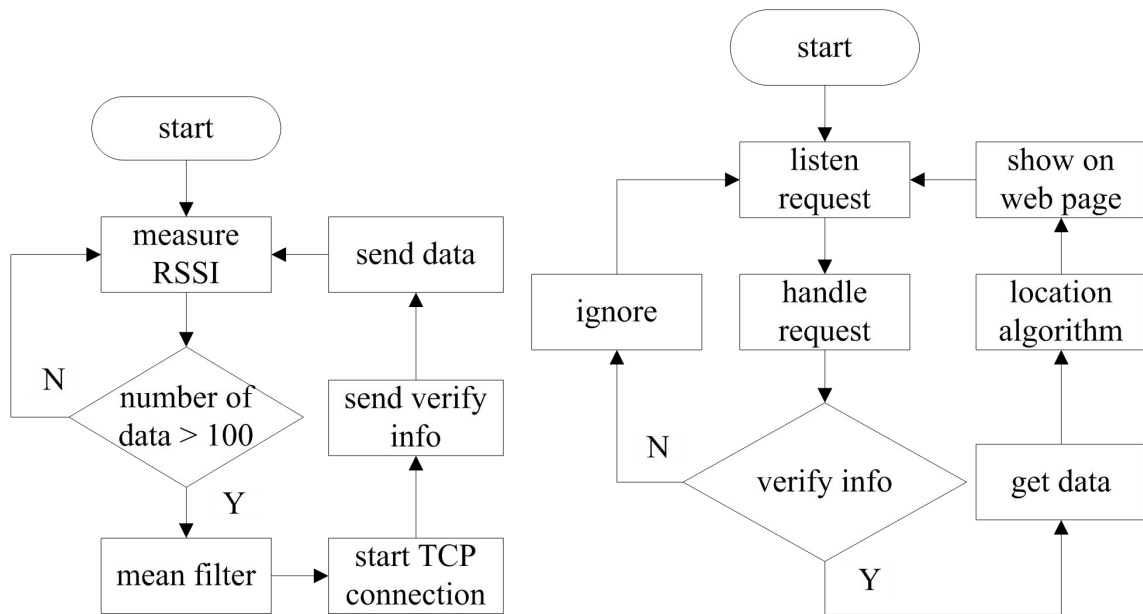 start
measure
RSSI
send data
N
number of
data > 100
send verify
info
Y
mean filter
start TCP
connection
start
listen
request
show on
web page
ignore
handle
request
location
algorithm
N
verify info
get data
Y